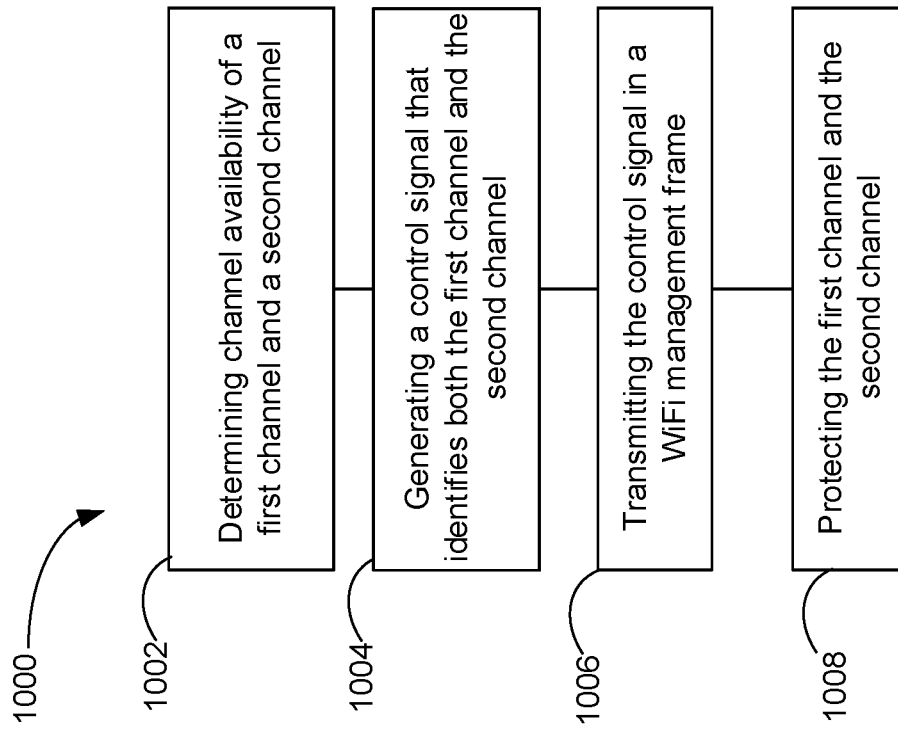 1000
1002
Determining channel availability of a
first channel and a second channel
1004
Generating a control signal that
identifies both the first channel and the
second channel
1006
Transmitting the control signal in a
WiFi management frame
1008
Protecting the first channel and the
second channel